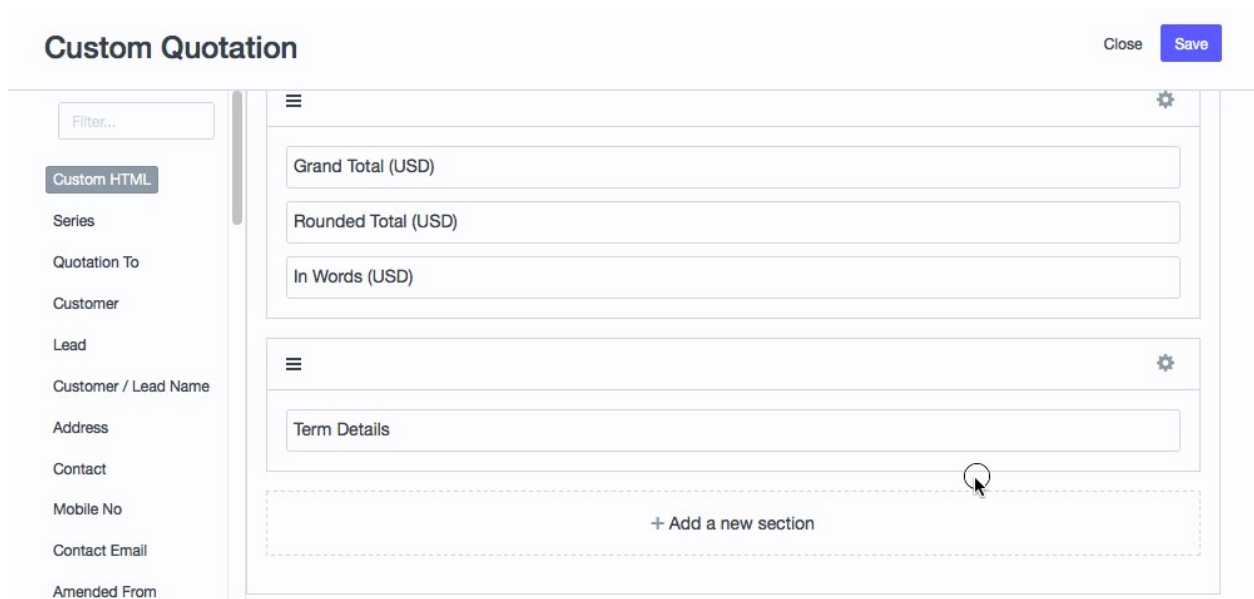 Custom Quotation
Close
Save
Filter...
Custom HTML
Series
Quotation To
Customer
Lead
Customer / Lead Name
Address
Contact
Mobile No
Contact Email
Amended From
Grand Total (USD)
Rounded Total (USD)
In Words (USD)
Term Details
+ Add a new section